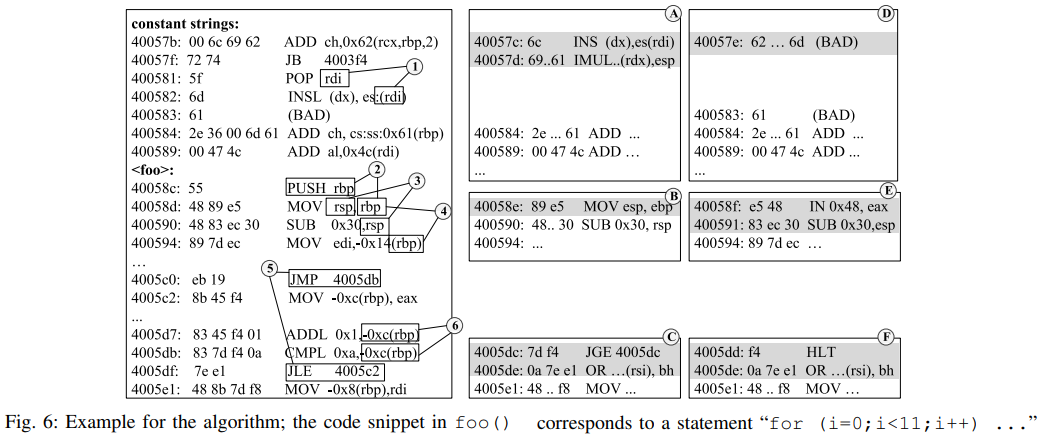 constant strings:
40057b: 00 6c 69 62 ADD ch,0x62(rcx,rbp,2)
40057f: 72 74 JB 4003f4
400581: 5f POP rdi
400582: 6d INSL (dx), es:(rdi)
400583: 61 (BAD)
400584: 2e 36 00 6d 61 ADD ch, cs:ss:0x61(rbp)
400589: 00 47 4c ADD al,0x4c(rdi)
<foo>:
40058c: 55 PUSH rbp
40058d: 48 89 e5 MOV rsp, rbp
400590: 48 83 ec 30 SUB 0x30,rsp
400594: 89 7d ec MOV edi,-0x14(rbp)
...
4005c0: eb 19 JMP 4005db
4005c2: 8b 45 f4 MOV -0xc(rbp), eax
...
4005d7: 83 45 f4 01 ADDL 0x1,-0xc(rbp)
4005db: 83 7d f4 0a CMPL 0xa,-0xc(rbp)
4005df: 7e e1 JLE 4005c2
4005e1: 48 8b 7d f8 MOV -0x8(rbp),rdi
1
2
3
4
5
6
A
40057c: 6c INS (dx),es(rdi)
40057d: 69..61 IMUL..(rdx),esp
400584: 2e ... 61 ADD ...
400589: 00 47 4c ADD ...
...
B
40058e: 89 e5 MOV esp, ebp
400590: 48.. 30 SUB 0x30, rsp
400594: ...
C
4005dc: 7d f4 JGE 4005dc
4005de: 0a 7e e1 OR ...(rsi), bh
4005e1: 48 .. f8 MOV ...
D
40057e: 62 ... 6d (BAD)
400583: 61 (BAD)
400584: 2e ... 61 ADD ...
400589: 00 47 4c ADD ...
...
E
40058f: e5 48 IN 0x48, eax
400591: 83 ec 30 SUB 0x30,esp
400594: 89 7d ec ...
F
4005dd: f4 HLT
4005de: 0a 7e e1 OR ...(rsi), bh
4005e1: 48 .. f8 MOV ...
Fig. 6: Example for the algorithm; the code snippet in foo() corresponds to a statement “for (i=0;i<11;i++) ...”